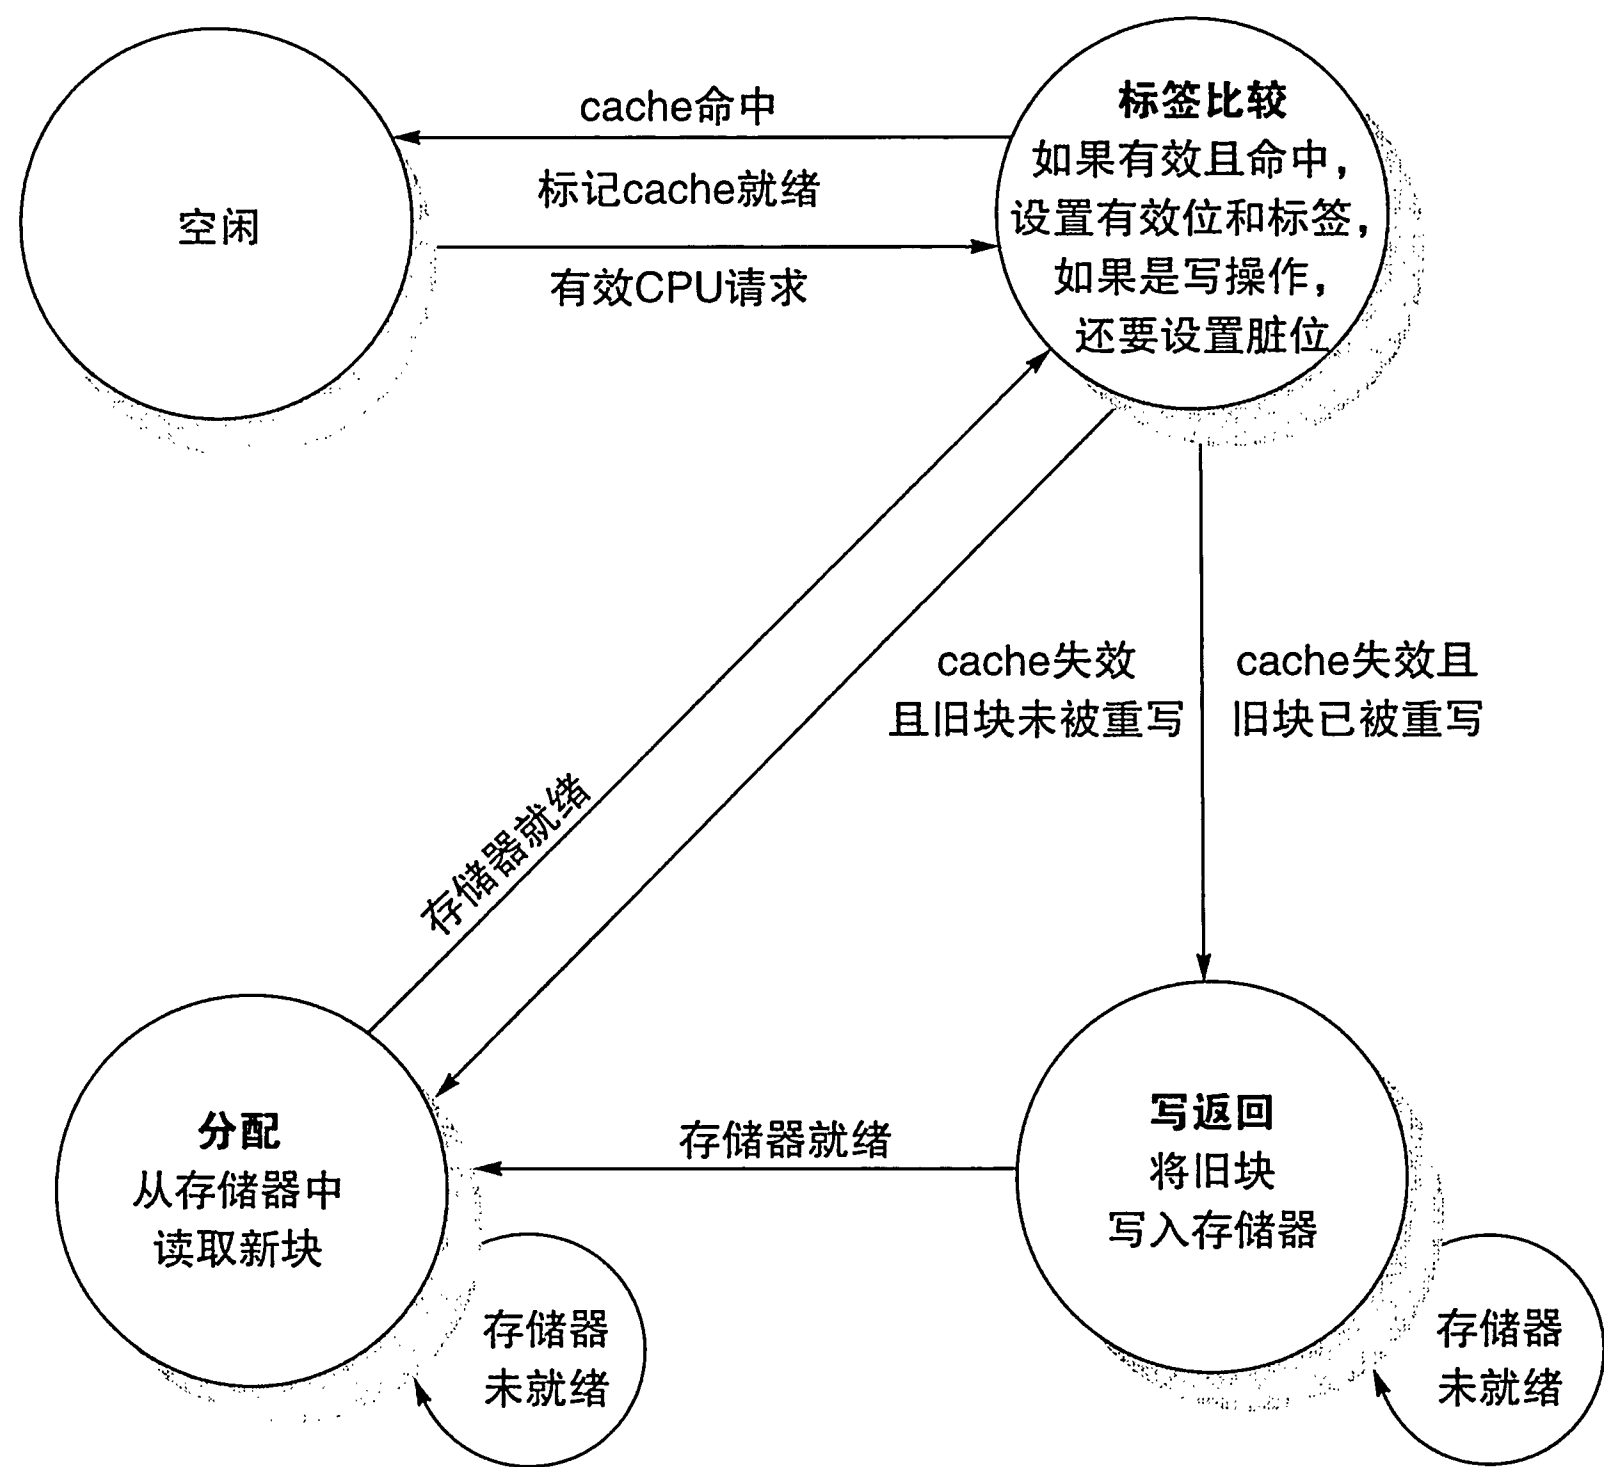 cache命中
标记cache就绪
有效CPU请求
空闲
标签比较
如果有效且命中，
设置有效位和标签，
如果是写操作，
还要设置脏位
cache失效
且旧块未被重写
cache失效且
旧块已被重写
存储器就绪
分配
从存储器中
读取新块
存储器就绪
写返回
将旧块
写入存储器
存储器
未就绪
存储器
未就绪